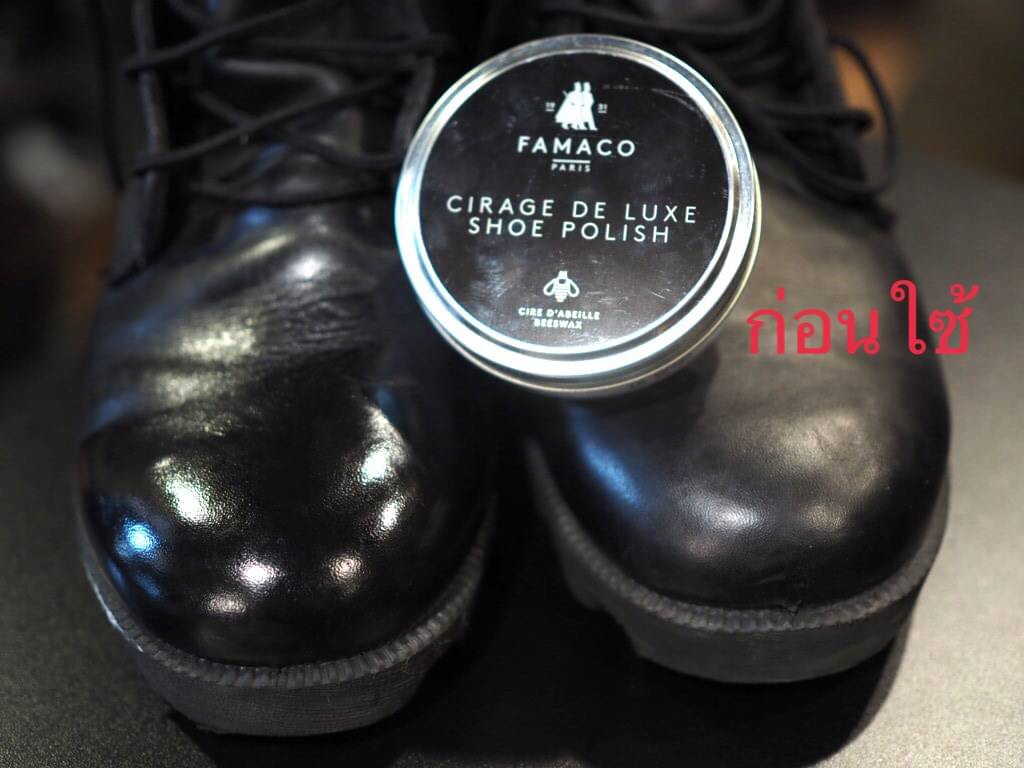 19 31
FAMACO
PARIS
CIRAGE DE LUXE
SHOE POLISH
CIRE D'ABEILLE
BEESWAX
ก่อน ใช้